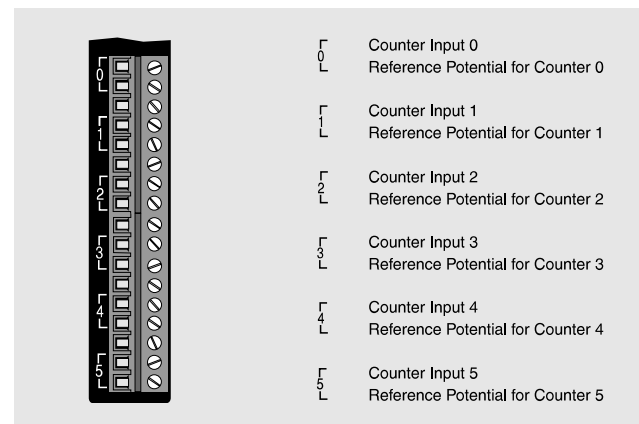 0
1
2
3
4
5
0
Counter Input 0
Reference Potential for Counter 0
1
Counter Input 1
Reference Potential for Counter 1
2
Counter Input 2
Reference Potential for Counter 2
3
Counter Input 3
Reference Potential for Counter 3
4
Counter Input 4
Reference Potential for Counter 4
5
Counter Input 5
Reference Potential for Counter 5